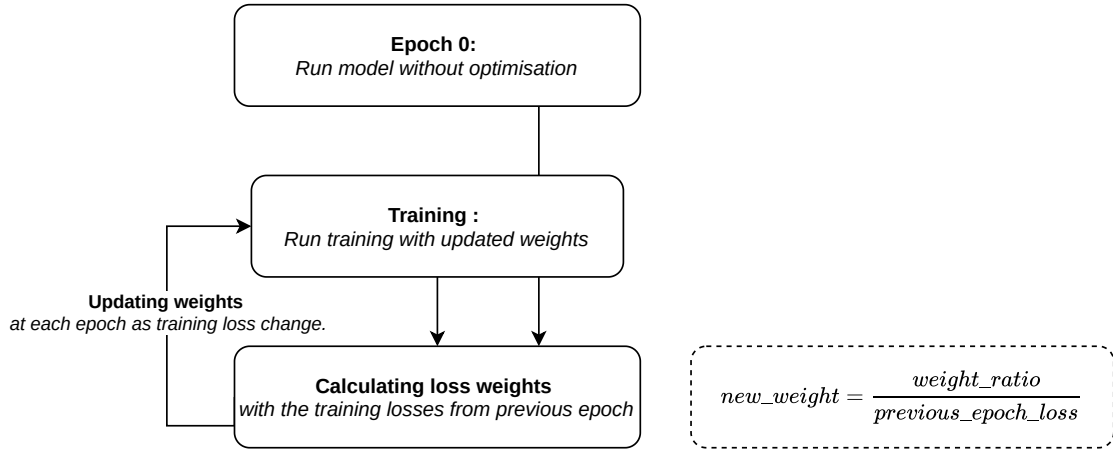 Epoch 0:
Run model without optimisation
Training :
Run training with updated weights
Updating weights
at each epoch as training loss change.
Calculating loss weights
with the training losses from previous epoch
new_weight = weight_ratio / previous_epoch_loss